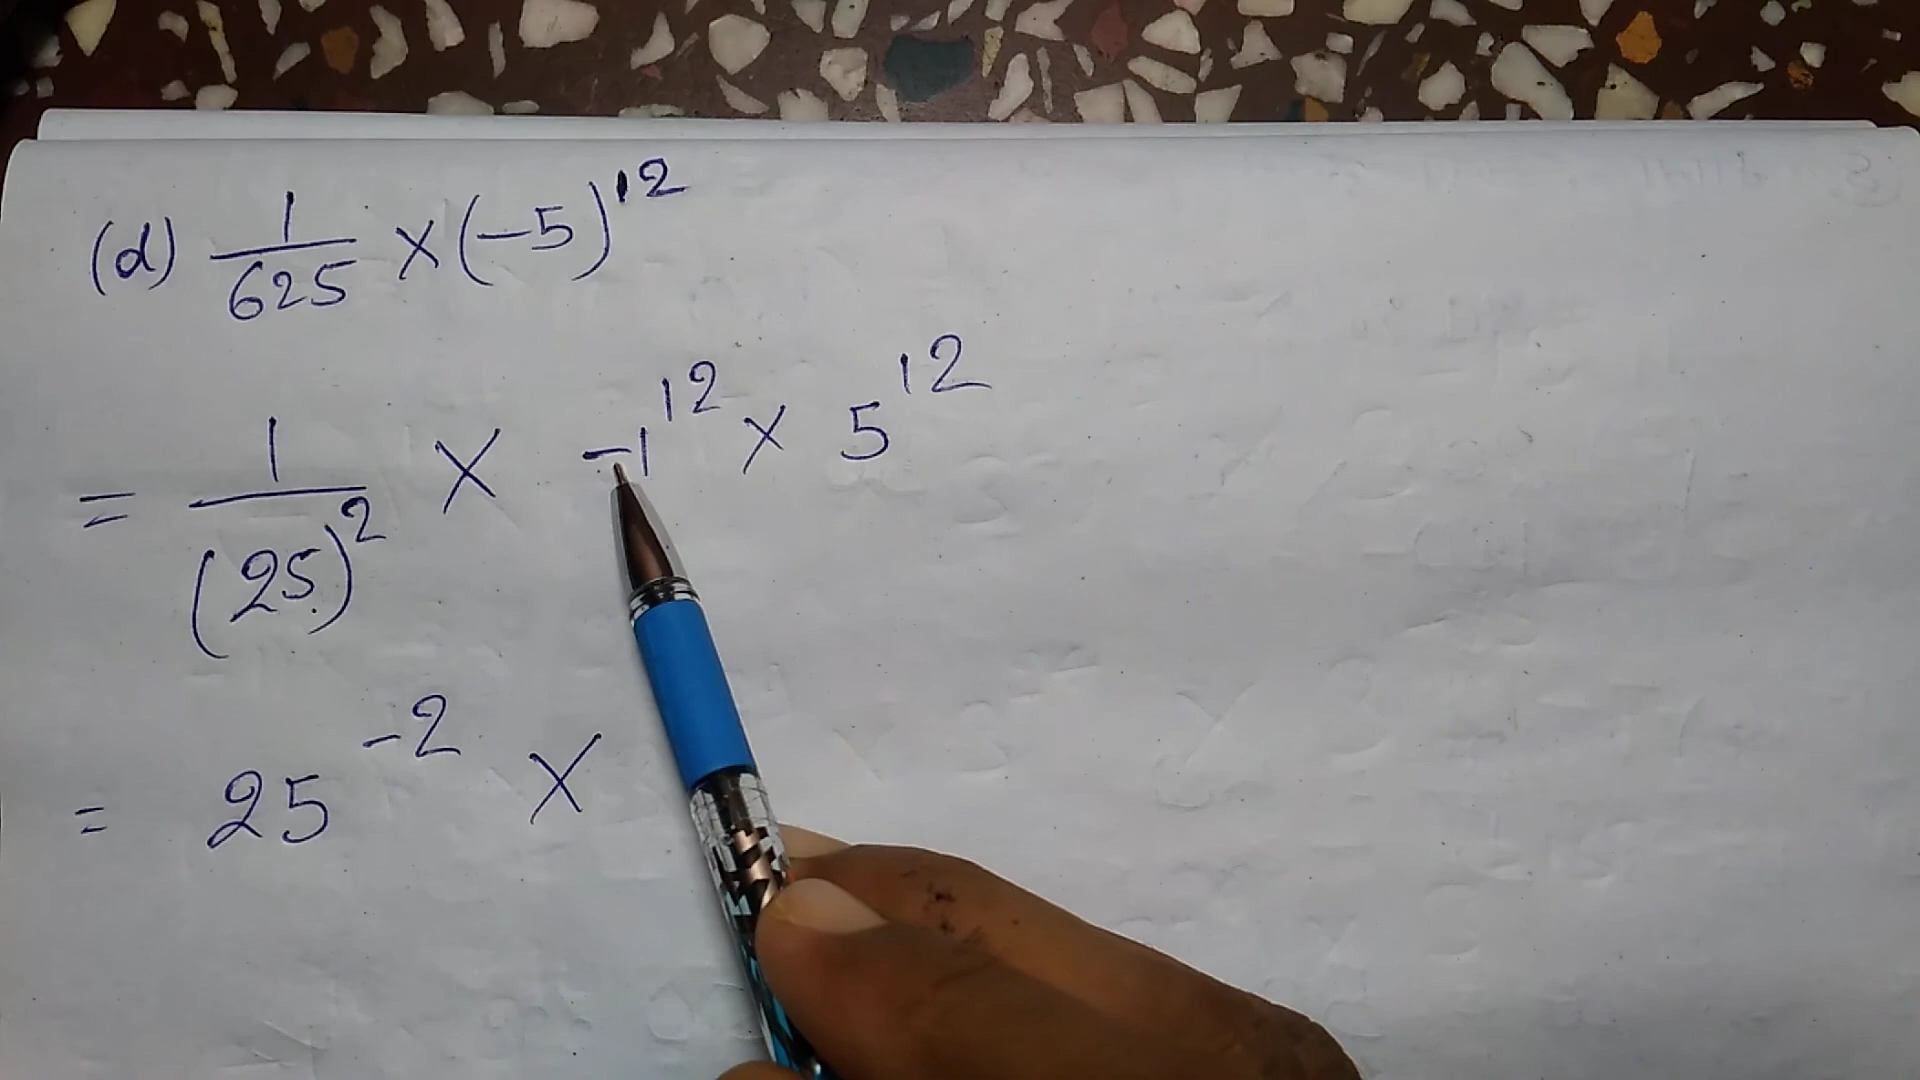 (d) 1/625 × (-5)^12
= 1/(25)^2 × -1^12 × 5^12
= 25^-2 ×